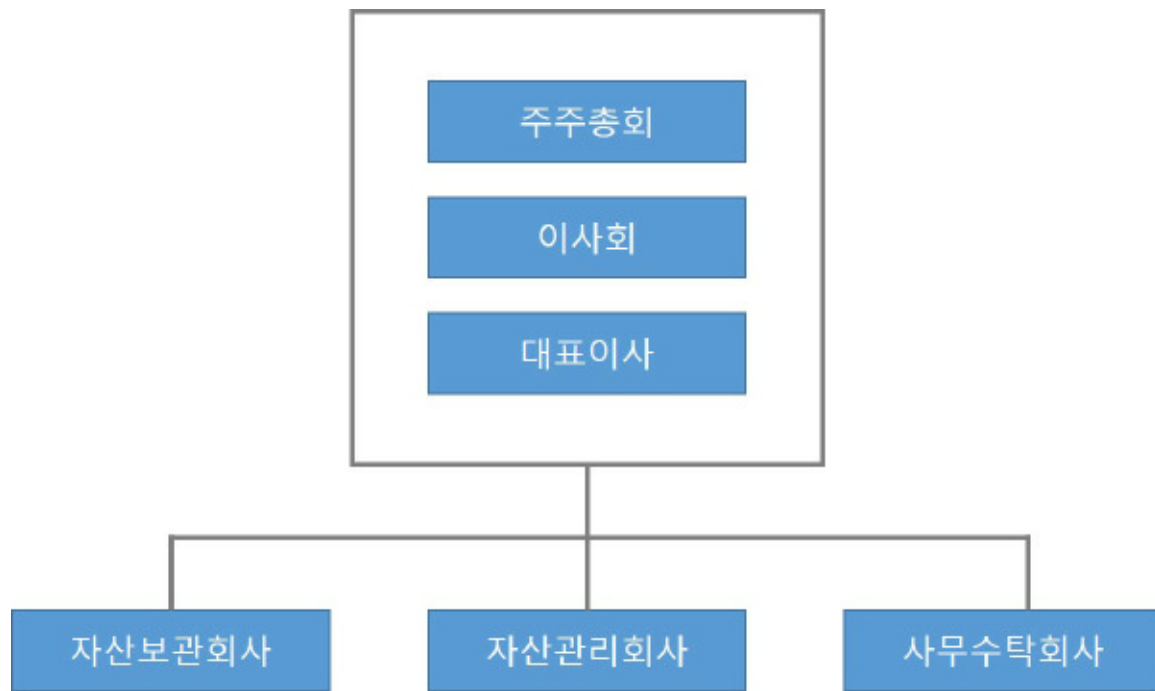 주주총회
이사회
대표이사
자산보관회사
자산관리회사
사무수탁회사